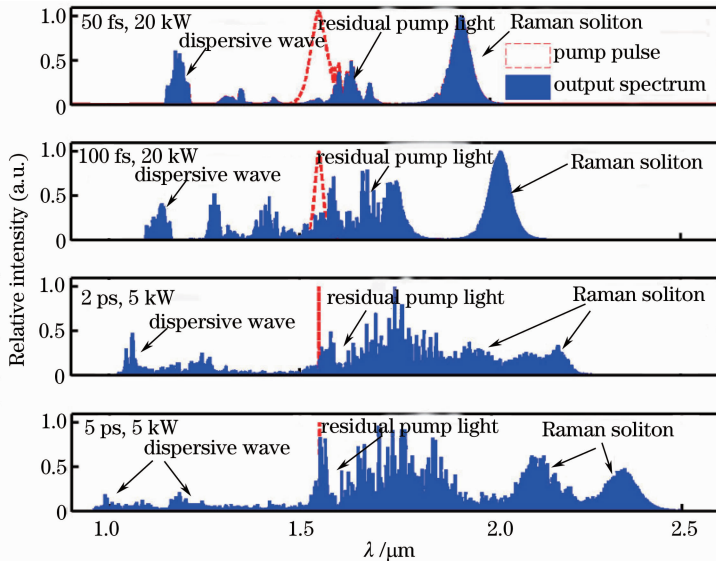 50 fs, 20 kW
residual pump light
Raman soliton
dispersive wave
pump pulse
output spectrum
1.0
0.5
0
100 fs, 20 kW
residual pump light
Raman soliton
dispersive wave
1.0
0.5
0
2 ps, 5 kW
residual pump light
Raman soliton
dispersive wave
1.0
0.5
0
5 ps, 5 kW
residual pump light
Raman soliton
dispersive wave
1.0
0.5
0
Relative intensity (a.u.)
1.0 1.5 2.0 2.5
λ /μm